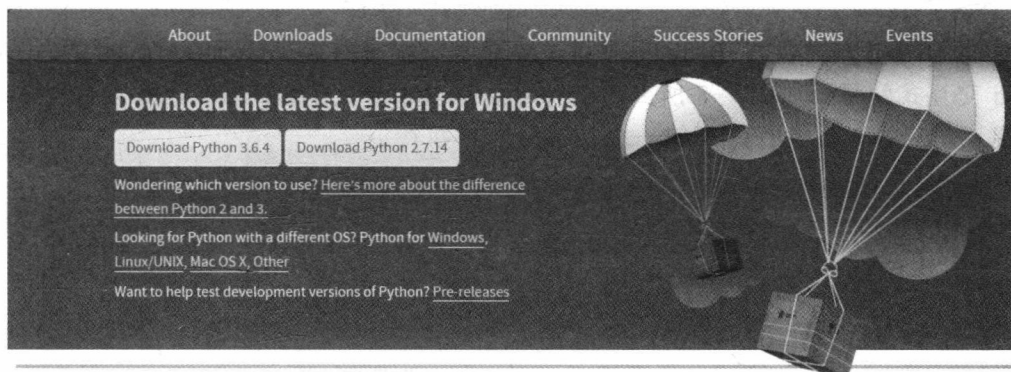 About Downloads Documentation Community Success Stories News Events
Download the latest version for Windows
Download Python 3.6.4 Download Python 2.7.14
Wondering which version to use? Here's more about the difference
between Python 2 and 3.
Looking for Python with a different OS? Python for Windows,
Linux/UNIX, Mac OS X, Other
Want to help test development versions of Python? Pre-releases